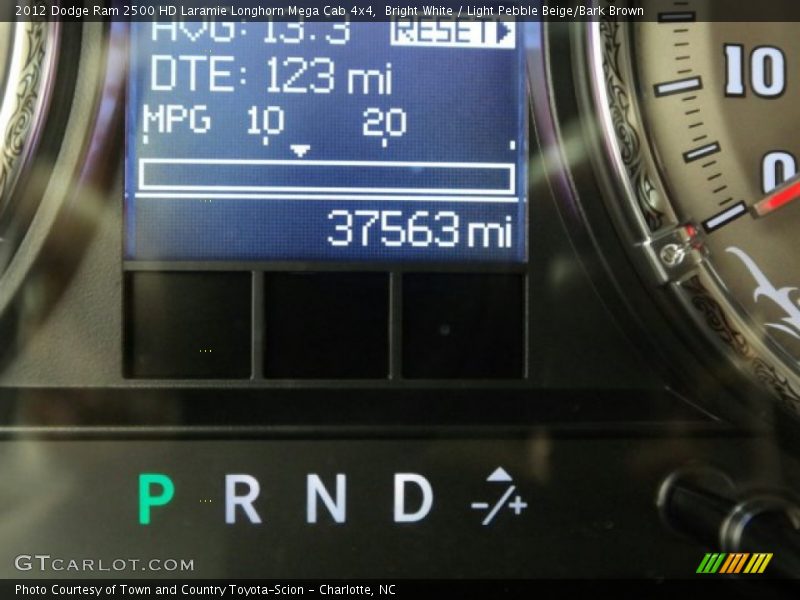 2012 Dodge Ram 2500 HD Laramie Longhorn Mega Cab 4x4,  Bright White / Light Pebble Beige/Bark Brown
AVG: 13.3 RESET
DTE: 123 mi
MPG 10 20
10
0
37563 mi
P R N D -/+
GTCARLOT.COM
Photo Courtesy of Town and Country Toyota-Scion - Charlotte, NC